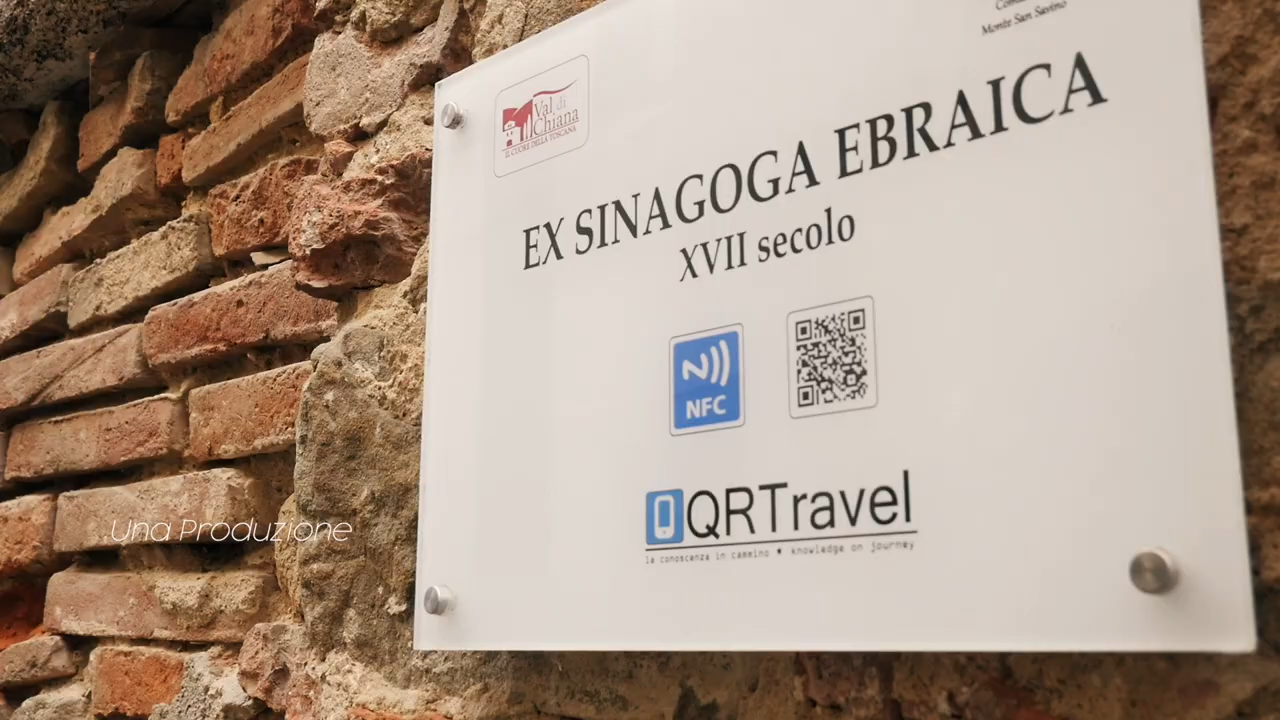 Monte San Savino
Val di
Chiana
IL CUORE DELLA TOSCANA
EX SINAGOGA EBRAICA
XVII secolo
NFC
QRTravel
la conoscenza in cammino • knowledge on journey
Una Produzione